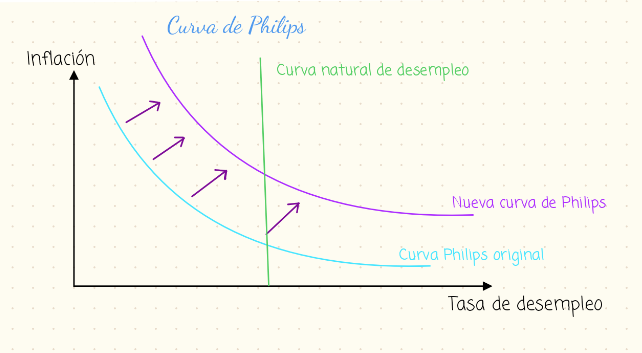 Curva de Philips
Inflación
Curva natural de desempleo
Nueva curva de Philips
Curva Philips original
Tasa de desempleo